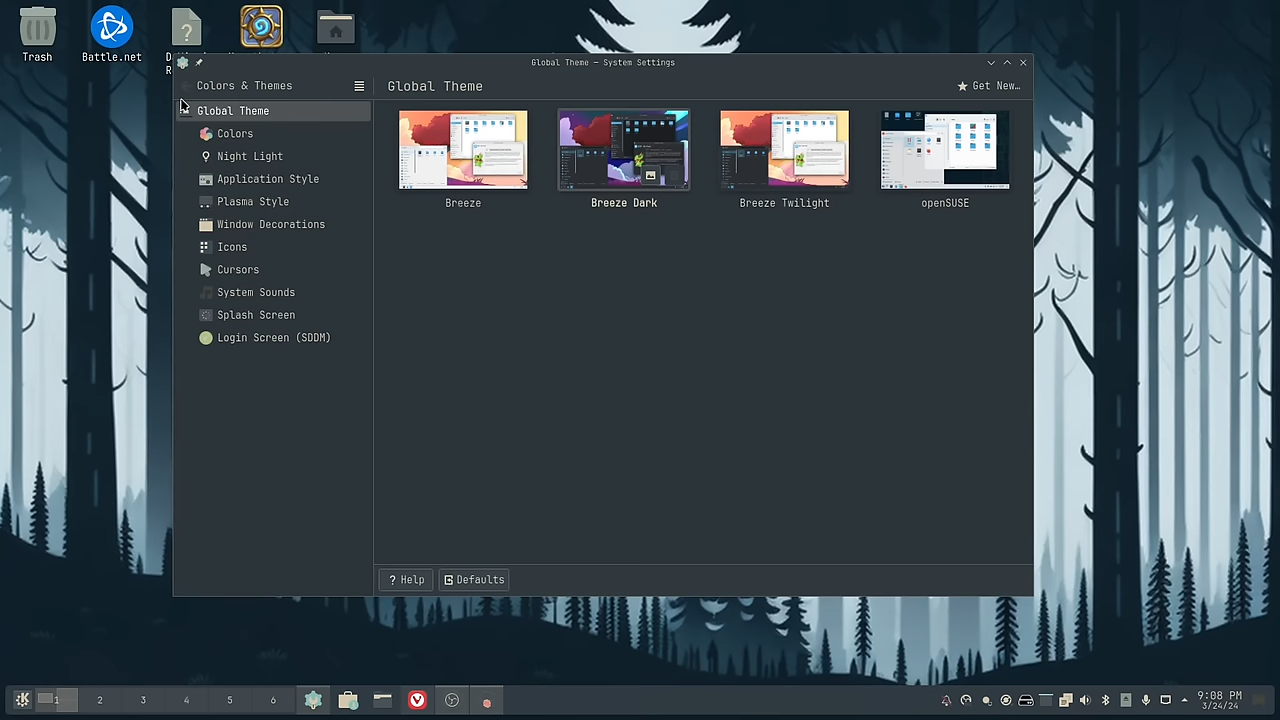 Trash
Battle.net
Global Theme — System Settings
Colors & Themes
Global Theme
Get New…
Global Theme
Colors
Night Light
Application Style
Plasma Style
Window Decorations
Icons
Cursors
System Sounds
Splash Screen
Login Screen (SDDM)
Breeze
Breeze Dark
Breeze Twilight
openSUSE
? Help
Defaults
1
2
3
4
5
6
9:08 PM
3/24/24